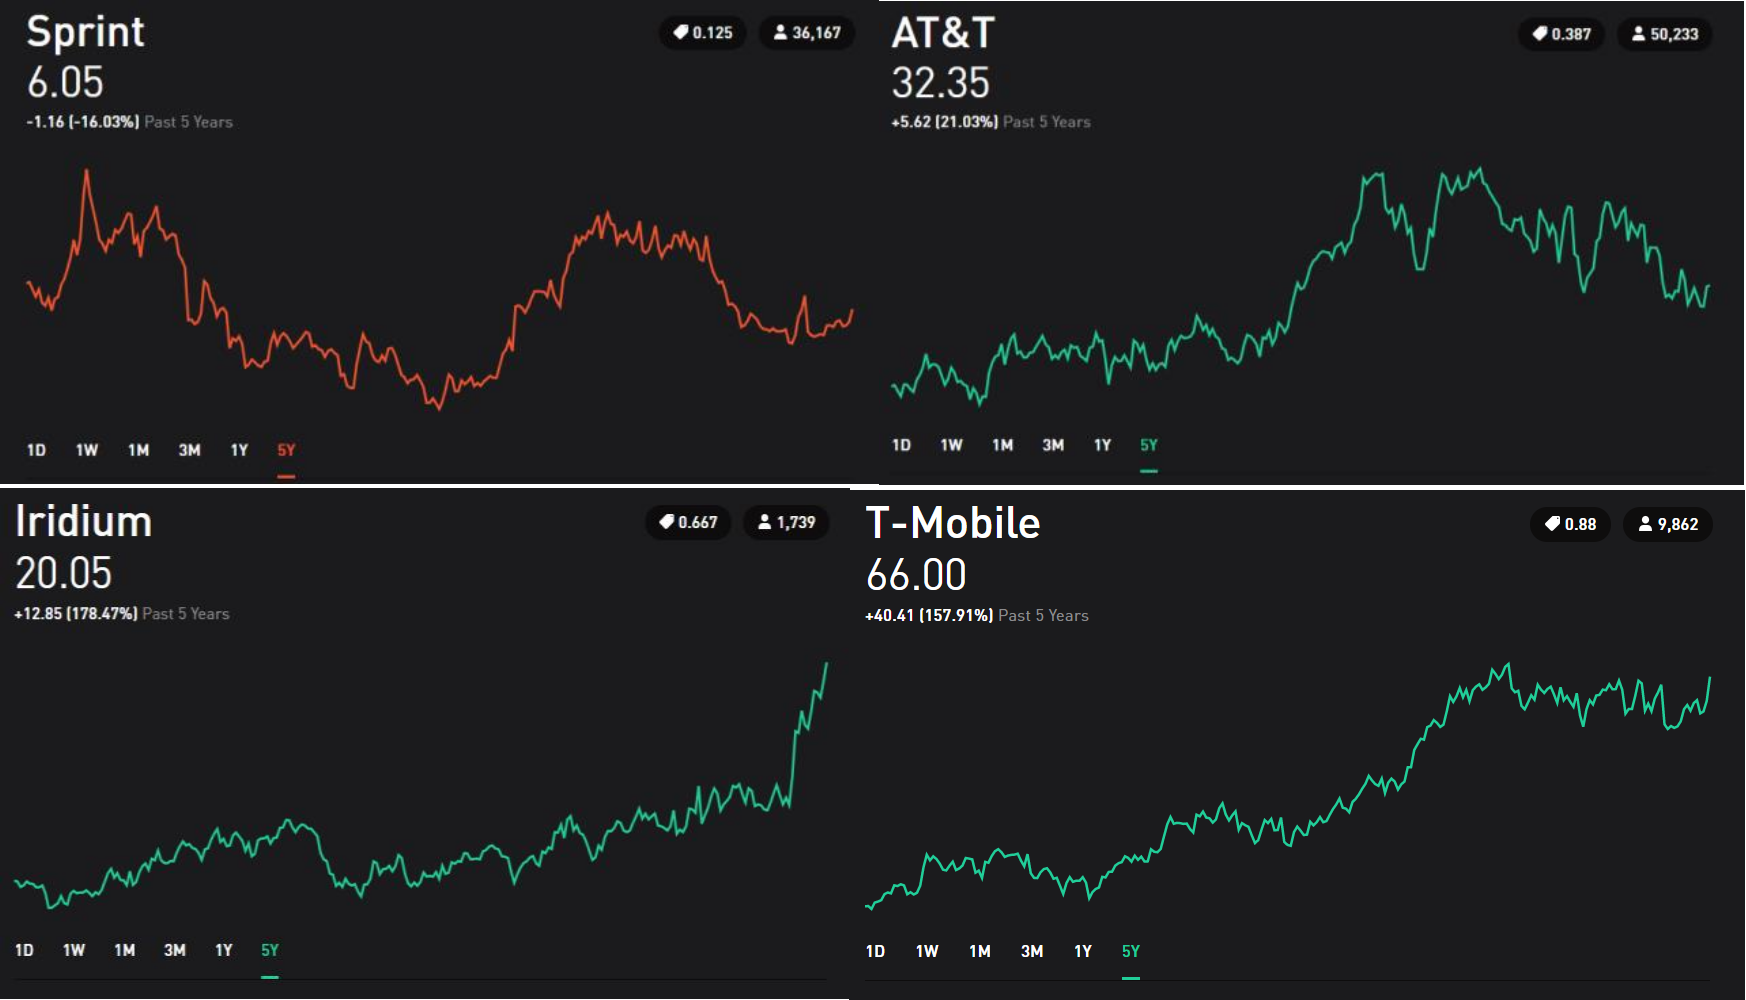 Sprint
0.125 36,167
6.05
-1.16 (-16.03%) Past 5 Years
1D 1W 1M 3M 1Y 5Y
AT&T
0.387 50,233
32.35
+5.62 (21.03%) Past 5 Years
1D 1W 1M 3M 1Y 5Y
Iridium
0.667 1,739
20.05
+12.85 (178.47%) Past 5 Years
1D 1W 1M 3M 1Y 5Y
T-Mobile
0.88 9,862
66.00
+40.41 (157.91%) Past 5 Years
1D 1W 1M 3M 1Y 5Y